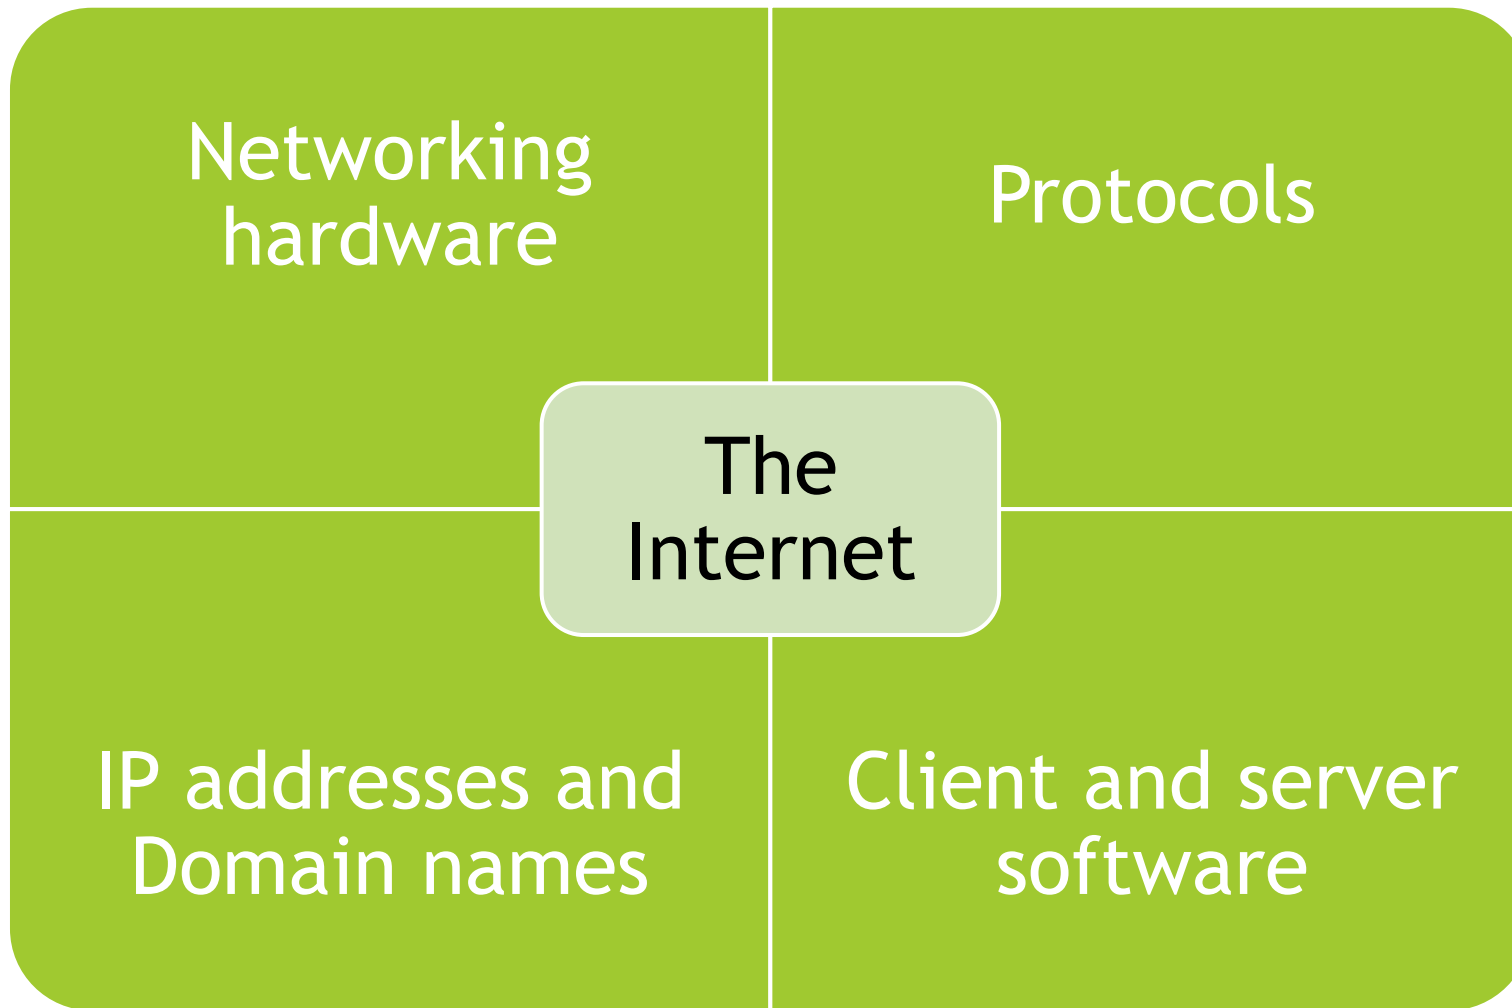 Networking
hardware
Protocols
The
Internet
IP addresses and
Domain names
Client and server
software